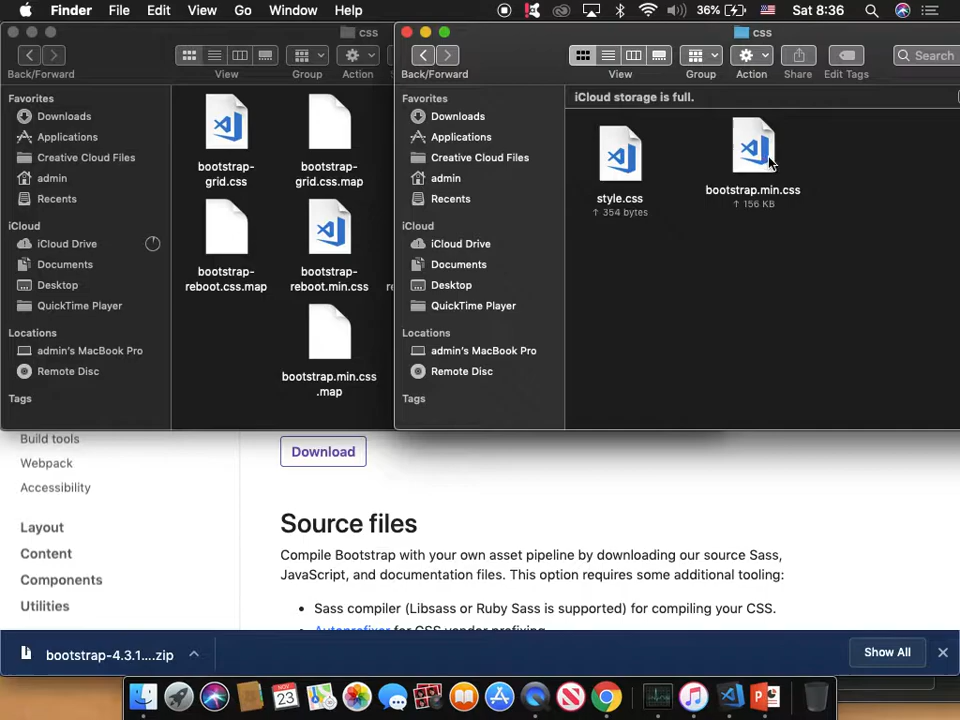 Finder File Edit View Go Window Help 36% Sat 8:36
css
Back/Forward View Group Action
Favorites
Downloads
Applications
Creative Cloud Files
admin
Recents
iCloud
iCloud Drive
Documents
Desktop
QuickTime Player
Locations
admin's MacBook Pro
Remote Disc
Tags
bootstrap-
grid.css
bootstrap-
grid.css.map
bootstrap-
reboot.css.map
bootstrap-
reboot.min.css
bootstrap.min.css
.map
css
Search
Back/Forward View Group Action Share Edit Tags
iCloud storage is full.
Favorites
Downloads
Applications
Creative Cloud Files
admin
Recents
iCloud
iCloud Drive
Documents
Desktop
QuickTime Player
Locations
admin's MacBook Pro
Remote Disc
Tags
style.css
↑ 354 bytes
bootstrap.min.css
↑ 156 KB
Build tools
Webpack
Accessibility
Layout
Content
Components
Utilities
Download
Source files
Compile Bootstrap with your own asset pipeline by downloading our source Sass,
JavaScript, and documentation files. This option requires some additional tooling:
• Sass compiler (Libsass or Ruby Sass is supported) for compiling your CSS.
• Autoprefixer for CSS vendor prefixing
bootstrap-4.3.1....zip
Show All
NOV
23